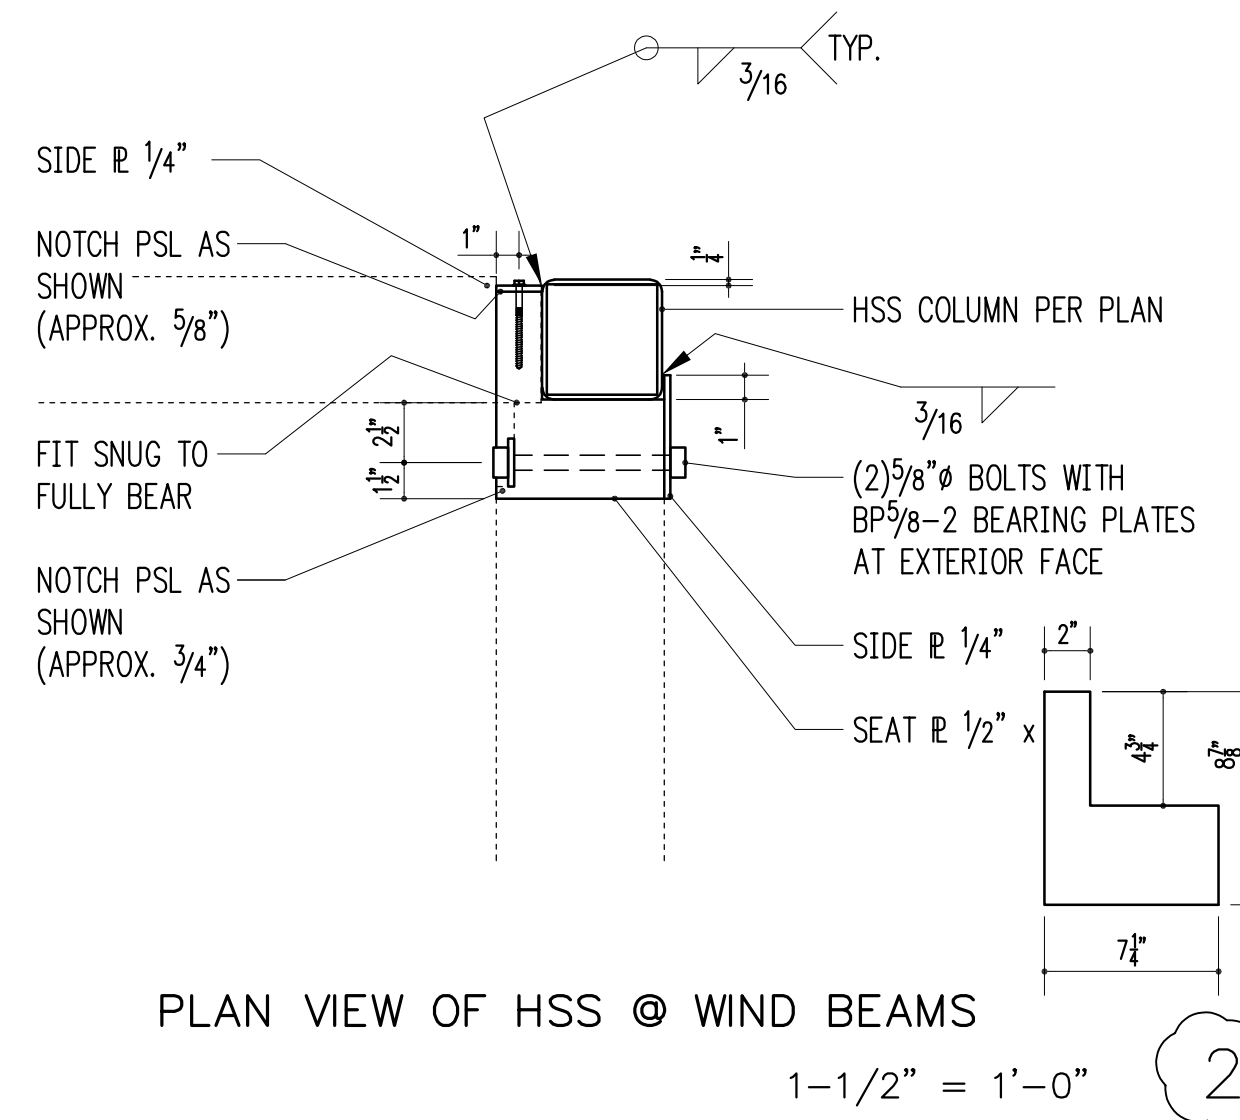 TYP.
3/16
SIDE ⅊ 1/4"
NOTCH PSL AS
SHOWN
(APPROX. 5/8")
1"
1/4"
HSS COLUMN PER PLAN
3/16
2 1/2"
1 1/2"
1"
FIT SNUG TO
FULLY BEAR
(2)5/8"ø BOLTS WITH
BP5/8-2 BEARING PLATES
AT EXTERIOR FACE
NOTCH PSL AS
SHOWN
(APPROX. 3/4")
SIDE ⅊ 1/4"
2"
SEAT ⅊ 1/2" x
4 3/4"
8 7/8"
7 1/4"
PLAN VIEW OF HSS @ WIND BEAMS
1-1/2" = 1'-0"
2